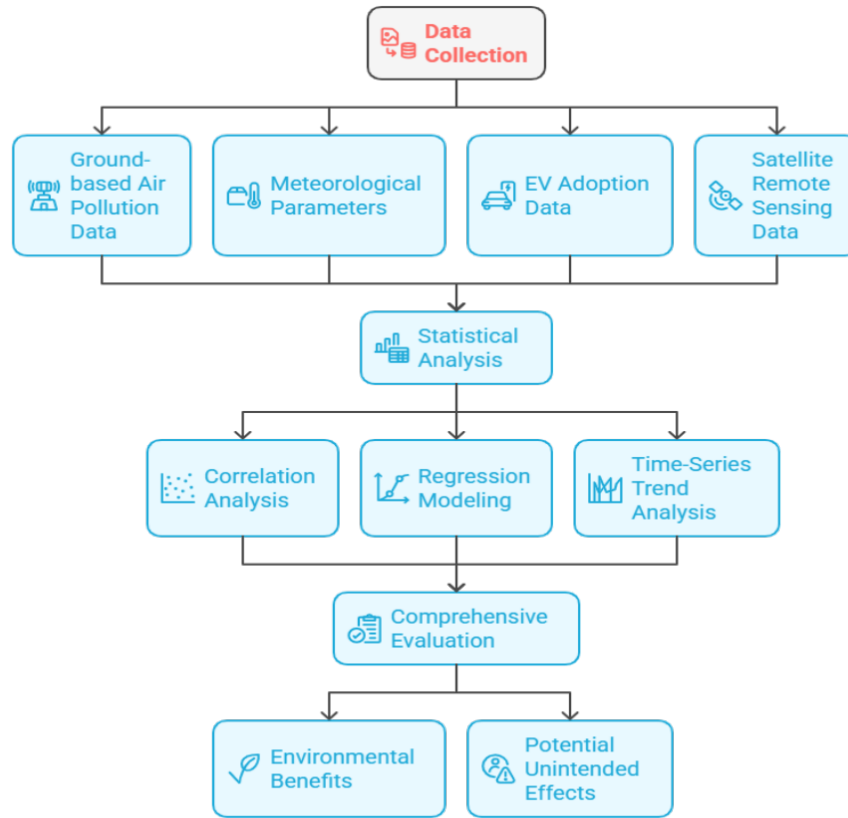 Data
Collection
Ground-
based Air
Pollution
Data
Meteorological
Parameters
EV Adoption
Data
Satellite
Remote
Sensing
Data
Statistical
Analysis
Correlation
Analysis
Regression
Modeling
Time-Series
Trend
Analysis
Comprehensive
Evaluation
Environmental
Benefits
Potential
Unintended
Effects